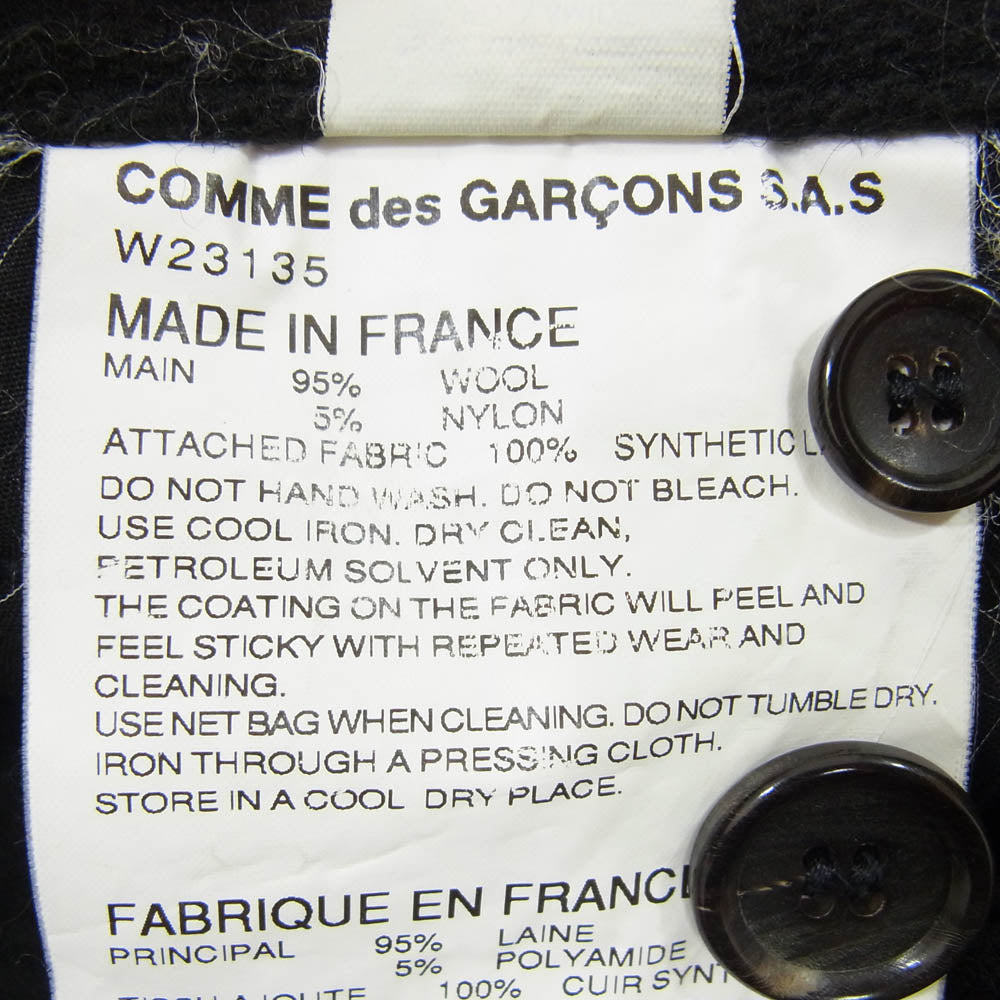 COMME des GARÇONS S.A.S
W23135
MADE IN FRANCE
MAIN 95% WOOL
5% NYLON
ATTACHED FABRIC 100% SYNTHETIC
DO NOT HAND WASH. DO NOT BLEACH.
USE COOL IRON. DRY CLEAN,
PETROLEUM SOLVENT ONLY.
THE COATING ON THE FABRIC WILL PEEL AND
FEEL STICKY WITH REPEATED WEAR AND
CLEANING.
USE NET BAG WHEN CLEANING. DO NOT TUMBLE DRY.
IRON THROUGH A PRESSING CLOTH.
STORE IN A COOL DRY PLACE.
FABRIQUE EN FRANC
PRINCIPAL 95% LAINE
5% POLYAMIDE
TISSU AJOUTE 100% CUIR SYNT